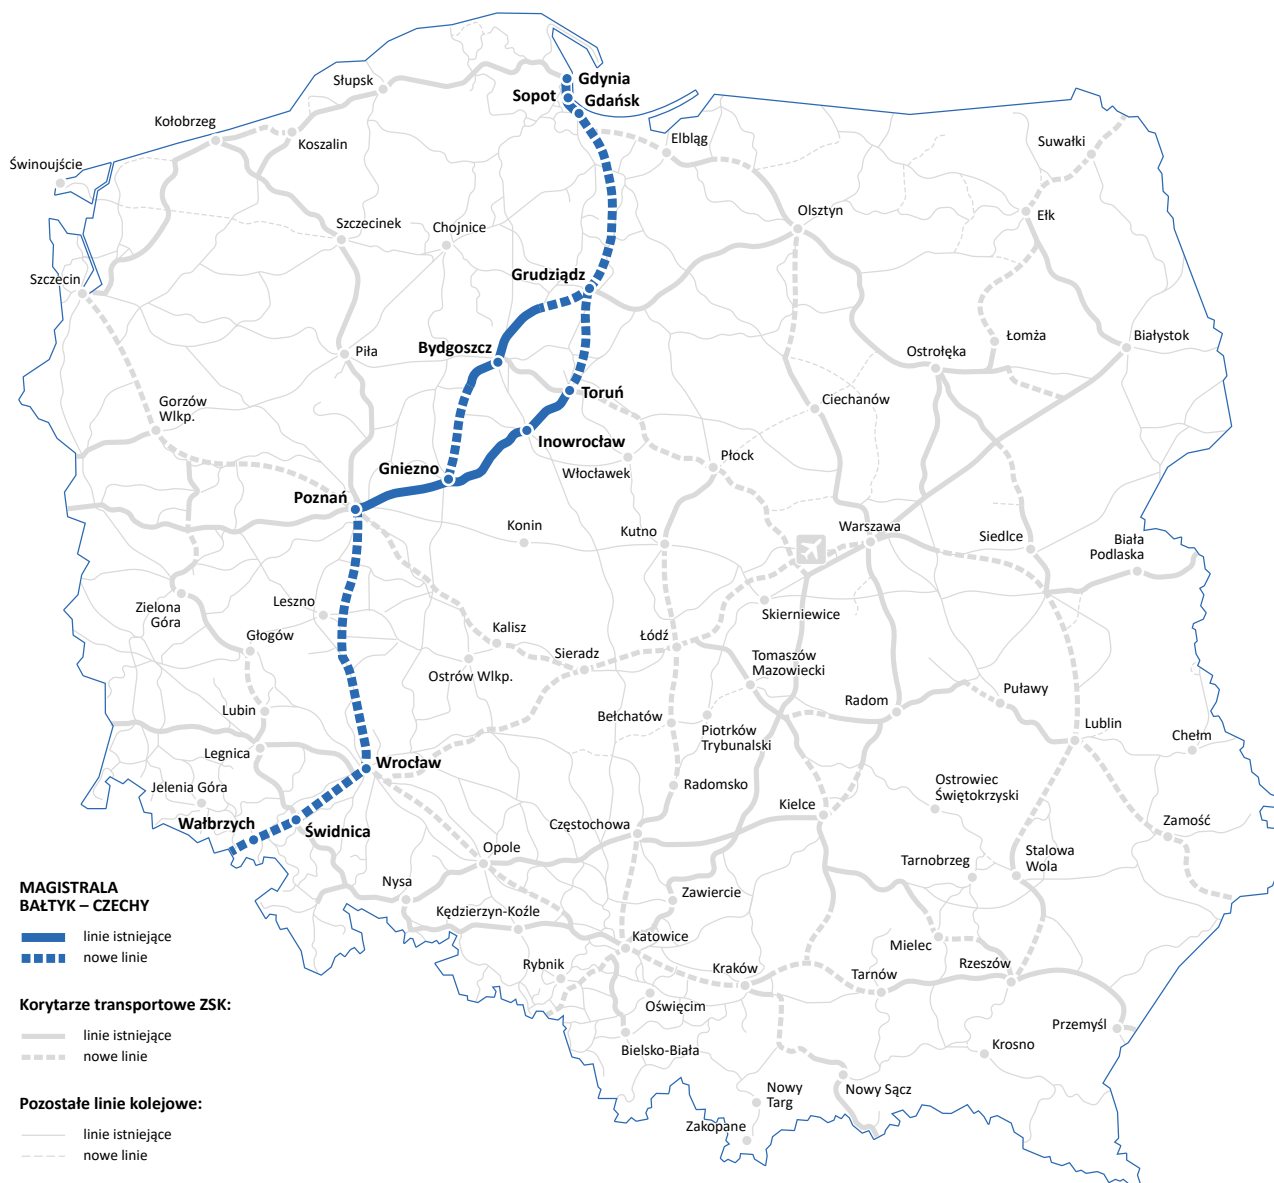 Gdynia
Sopot
Gdańsk
Słupsk
Kołobrzeg
Koszalin
Elbląg
Suwałki
Świnoujście
Olsztyn
Ełk
Szczecinek
Chojnice
Szczecin
Grudziądz
Bydgoszcz
Piła
Łomża
Białystok
Ostrołęka
Toruń
Gorzów
Wlkp.
Ciechanów
Inowrocław
Płock
Gniezno
Włocławek
Poznań
Konin
Kutno
Warszawa
Siedlce
Biała
Podlaska
Zielona
Góra
Leszno
Skierniewice
Głogów
Kalisz
Łódź
Sieradz
Tomaszów
Mazowiecki
Ostrów Wlkp.
Puławy
Radom
Lubin
Bełchatów
Piotrków
Trybunalski
Lublin
Chełm
Legnica
Wrocław
Jelenia Góra
Radomsko
Ostrowiec
Świętokrzyski
Kielce
Wałbrzych
Świdnica
Częstochowa
Zamość
Opole
Tarnobrzeg
Stalowa
Wola
Nysa
Zawiercie
Kędzierzyn-Koźle
Katowice
Mielec
Rybnik
Kraków
Tarnów
Rzeszów
Oświęcim
Przemyśl
Bielsko-Biała
Krosno
Nowy
Targ
Nowy Sącz
Zakopane
MAGISTRALA
BAŁTYK – CZECHY
linie istniejące
nowe linie
Korytarze transportowe ZSK:
linie istniejące
nowe linie
Pozostałe linie kolejowe:
linie istniejące
nowe linie